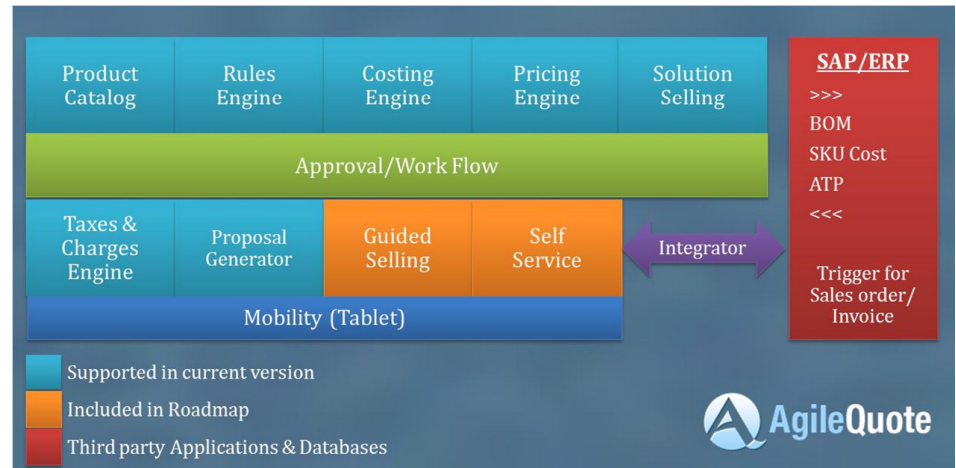 Product
Catalog
Rules
Engine
Costing
Engine
Pricing
Engine
Solution
Selling
Approval/Work Flow
Taxes &
Charges
Engine
Proposal
Generator
Guided
Selling
Self
Service
Mobility (Tablet)
Integrator
SAP/ERP
>>>
BOM
SKU Cost
ATP
<<<
Trigger for
Sales order/
Invoice
Supported in current version
Included in Roadmap
Third party Applications & Databases
AgileQuote